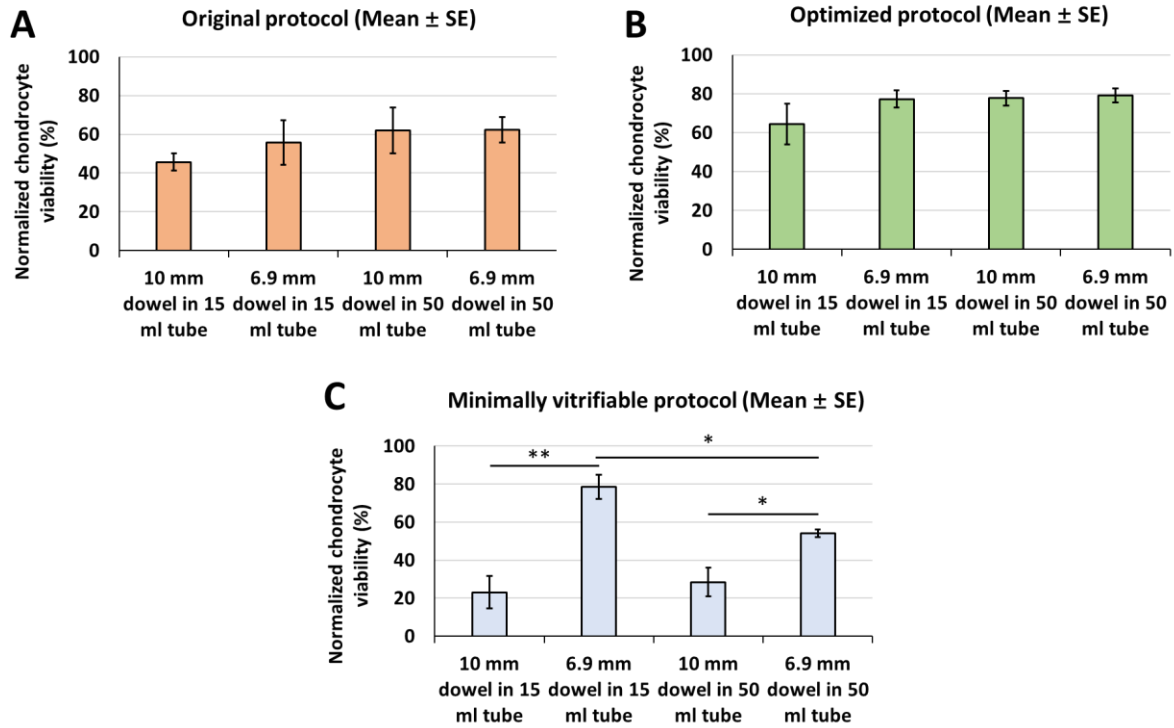 A
Original protocol (Mean ± SE)
Normalized chondrocyte
viability (%)
100
80
60
40
20
0
10 mm
dowel in 15
ml tube
6.9 mm
dowel in 15
ml tube
10 mm
dowel in 50
ml tube
6.9 mm
dowel in 50
ml tube
B
Optimized protocol (Mean ± SE)
Normalized chondrocyte
viability (%)
100
80
60
40
20
0
10 mm
dowel in 15
ml tube
6.9 mm
dowel in 15
ml tube
10 mm
dowel in 50
ml tube
6.9 mm
dowel in 50
ml tube
C
Minimally vitrifiable protocol (Mean ± SE)
Normalized chondrocyte
viability (%)
100
80
60
40
20
0
**
*
*
10 mm
dowel in 15
ml tube
6.9 mm
dowel in 15
ml tube
10 mm
dowel in 50
ml tube
6.9 mm
dowel in 50
ml tube